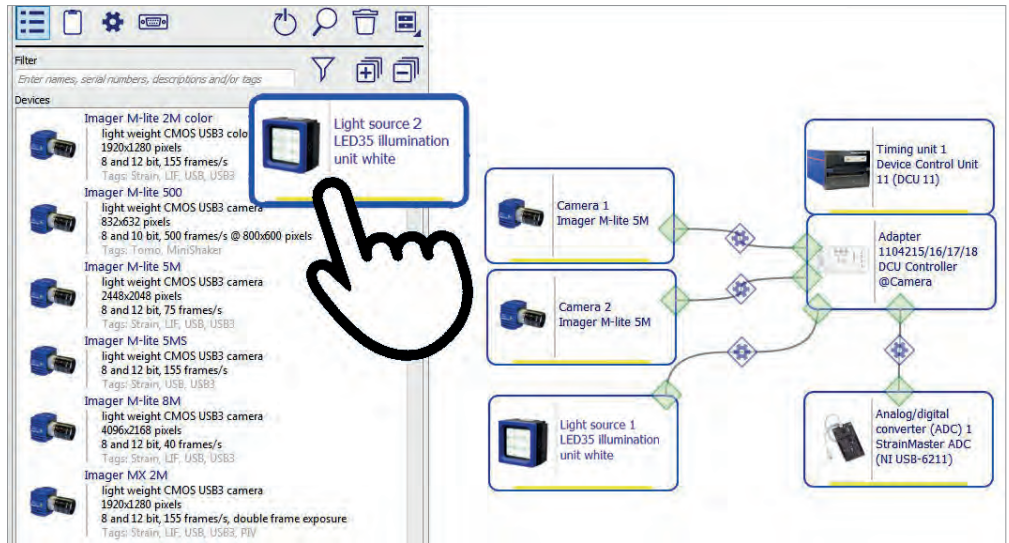 Filter
Enter names, serial numbers, descriptions and/or tags
Devices
Imager M-lite 2M color
light weight CMOS USB3 colo
1920x1280 pixels
8 and 12 bit, 155 frames/s
Tags: Strain, LIF, USB, USB3
Imager M-lite 500
light weight CMOS USB3 camera
832x632 pixels
8 and 10 bit, 500 frames/s @ 800x600 pixels
Tags: Tomo, MiniShaker
Imager M-lite 5M
light weight CMOS USB3 camera
2448x2048 pixels
8 and 12 bit, 75 frames/s
Tags: Strain, LIF, USB, USB3
Imager M-lite 5MS
light weight CMOS USB3 camera
8 and 12 bit, 155 frames/s
Tags: Strain, USB, USB3
Imager M-lite 8M
light weight CMOS USB3 camera
4096x2168 pixels
8 and 12 bit, 40 frames/s
Tags: Strain, LIF, USB, USB3
Imager MX 2M
light weight CMOS USB3 camera
1920x1280 pixels
8 and 12 bit, 155 frames/s, double frame exposure
Tags: Strain, LIF, USB, USB3, PIV
Light source 2
LED35 illumination
unit white
Camera 1
Imager M-lite 5M
Camera 2
Imager M-lite 5M
Light source 1
LED35 illumination
unit white
Timing unit 1
Device Control Unit
11 (DCU 11)
Adapter
1104215/16/17/18
DCU Controller
@Camera
Analog/digital
converter (ADC) 1
StrainMaster ADC
(NI USB-6211)